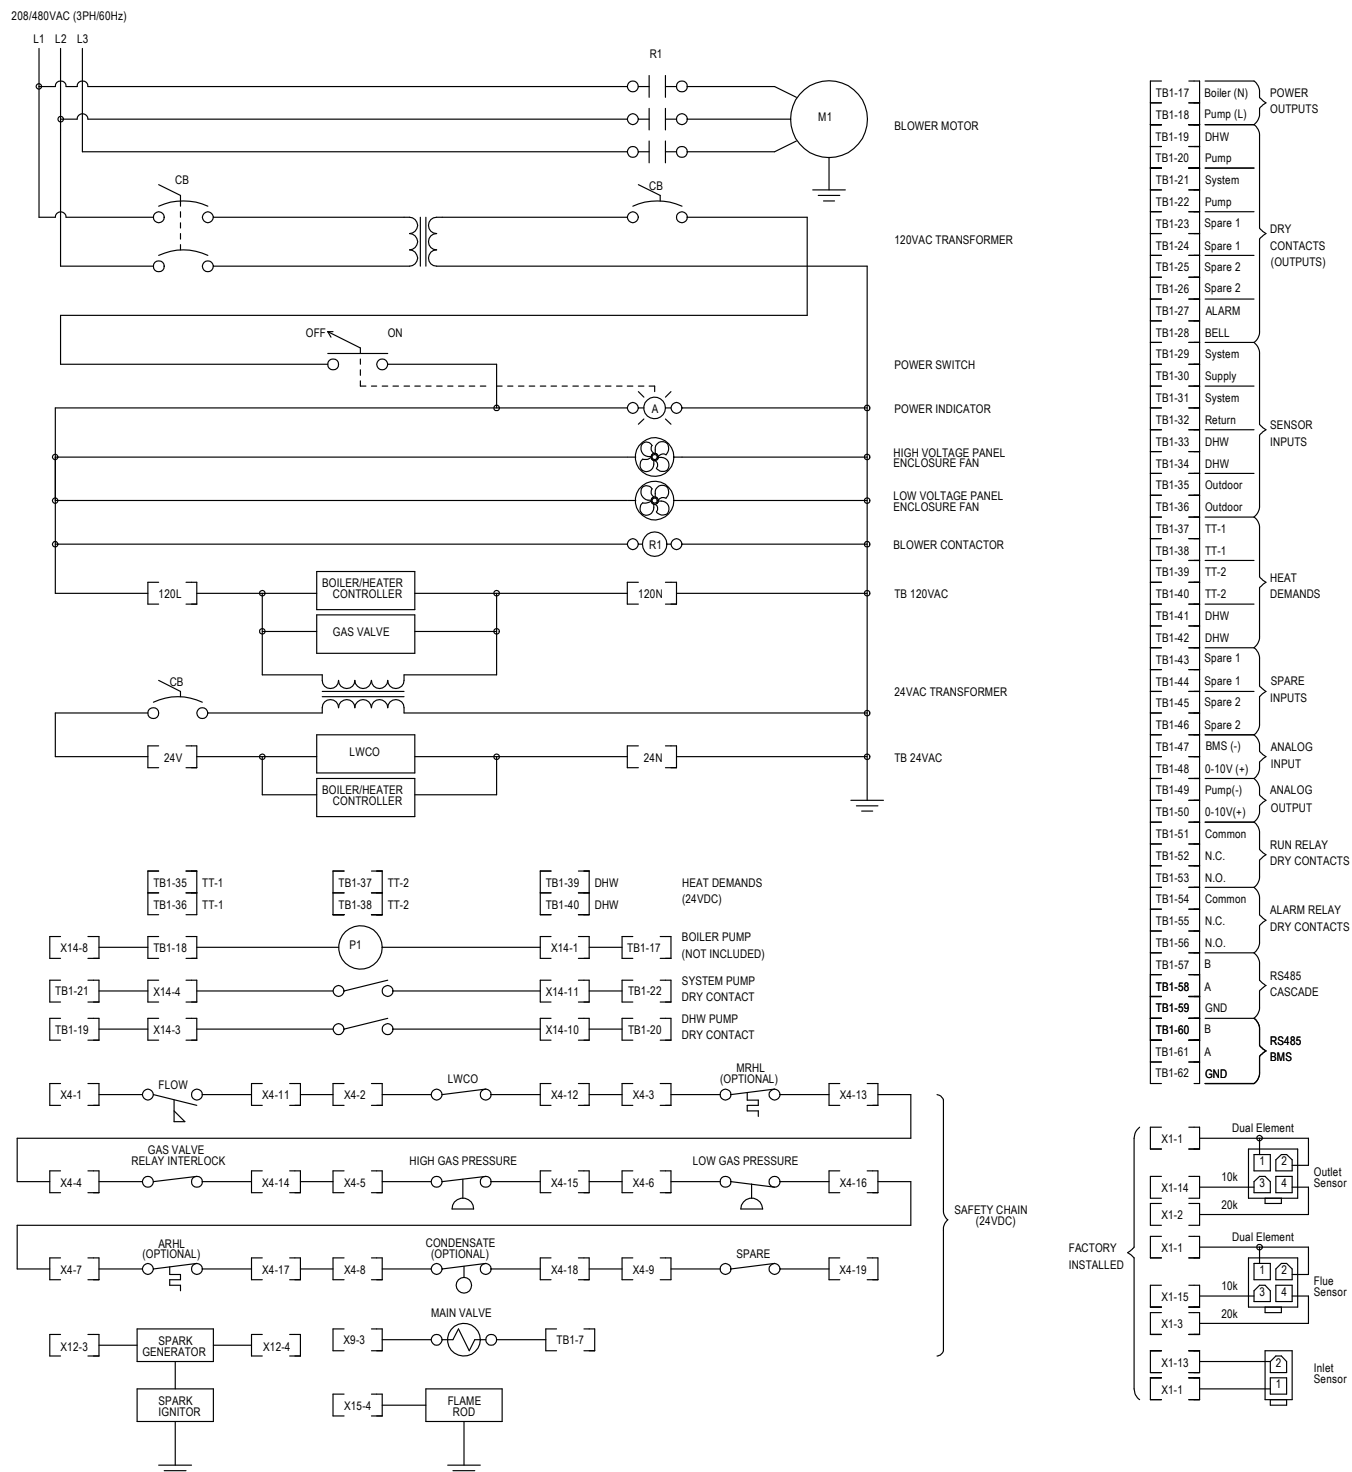 208/480VAC (3PH/60Hz)
L1 L2 L3
R1
M1
BLOWER MOTOR
CB
CB
120VAC TRANSFORMER
OFF ON
POWER SWITCH
A
POWER INDICATOR
HIGH VOLTAGE PANEL
ENCLOSURE FAN
LOW VOLTAGE PANEL
ENCLOSURE FAN
R1
BLOWER CONTACTOR
120L
BOILER/HEATER
CONTROLLER
120N
TB 120VAC
GAS VALVE
CB
24VAC TRANSFORMER
24V
LWCO
24N
TB 24VAC
BOILER/HEATER
CONTROLLER
TB1-35 TT-1
TB1-36 TT-1
TB1-37 TT-2
TB1-38 TT-2
TB1-39 DHW
TB1-40 DHW
HEAT DEMANDS
(24VDC)
X14-8 TB1-18 P1 X14-1 TB1-17
BOILER PUMP
(NOT INCLUDED)
TB1-21 X14-4 X14-11 TB1-22
SYSTEM PUMP
DRY CONTACT
TB1-19 X14-3 X14-10 TB1-20
DHW PUMP
DRY CONTACT
X4-1 FLOW X4-11 X4-2 LWCO X4-12 X4-3
MRHL
(OPTIONAL)
X4-13
X4-4
GAS VALVE
RELAY INTERLOCK
X4-14 X4-5
HIGH GAS PRESSURE
X4-15 X4-6
LOW GAS PRESSURE
X4-16
SAFETY CHAIN
(24VDC)
X4-7
ARHL
(OPTIONAL)
X4-17 X4-8
CONDENSATE
(OPTIONAL)
X4-18 X4-9
SPARE
X4-19
X12-3
SPARK
GENERATOR
X12-4
X9-3
MAIN VALVE
TB1-7
SPARK
IGNITOR
X15-4
FLAME
ROD
TB1-17 Boiler (N)
TB1-18 Pump (L)
POWER
OUTPUTS
TB1-19 DHW
TB1-20 Pump
TB1-21 System
TB1-22 Pump
TB1-23 Spare 1
TB1-24 Spare 1
TB1-25 Spare 2
TB1-26 Spare 2
TB1-27 ALARM
TB1-28 BELL
DRY
CONTACTS
(OUTPUTS)
TB1-29 System
TB1-30 Supply
TB1-31 System
TB1-32 Return
TB1-33 DHW
TB1-34 DHW
TB1-35 Outdoor
TB1-36 Outdoor
SENSOR
INPUTS
TB1-37 TT-1
TB1-38 TT-1
TB1-39 TT-2
TB1-40 TT-2
TB1-41 DHW
TB1-42 DHW
HEAT
DEMANDS
TB1-43 Spare 1
TB1-44 Spare 1
TB1-45 Spare 2
TB1-46 Spare 2
SPARE
INPUTS
TB1-47 BMS (-)
TB1-48 0-10V (+)
ANALOG
INPUT
TB1-49 Pump(-)
TB1-50 0-10V(+)
ANALOG
OUTPUT
TB1-51 Common
TB1-52 N.C.
TB1-53 N.O.
RUN RELAY
DRY CONTACTS
TB1-54 Common
TB1-55 N.C.
TB1-56 N.O.
ALARM RELAY
DRY CONTACTS
TB1-57 B
TB1-58 A
TB1-59 GND
RS485
CASCADE
TB1-60 B
TB1-61 A
TB1-62 GND
RS485
BMS
FACTORY
INSTALLED
X1-1
Dual Element
1 2
X1-14 10k 3 4
X1-2 20k
Outlet
Sensor
X1-1
Dual Element
1 2
X1-15 10k 3 4
X1-3 20k
Flue
Sensor
X1-13 2
X1-1 1
Inlet
Sensor